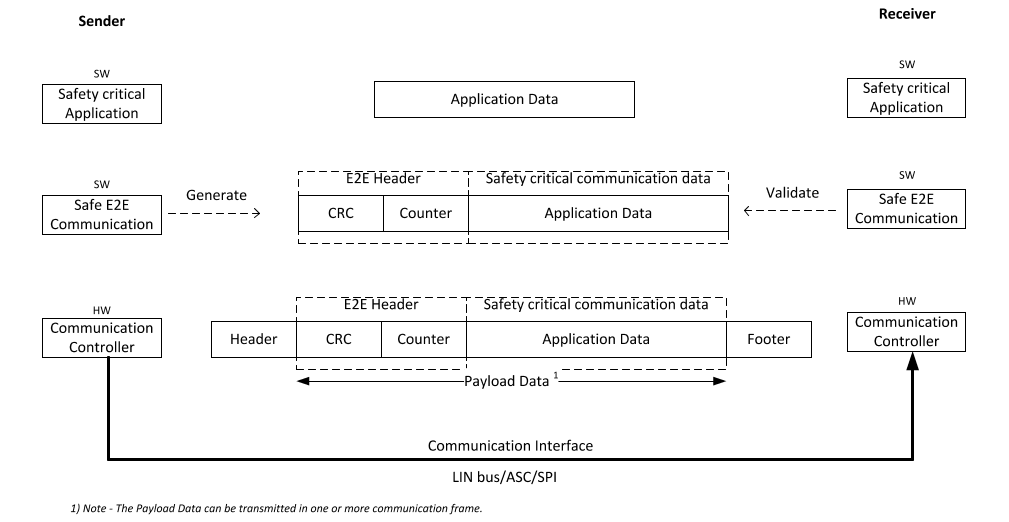 Sender
Receiver
SW
Safety critical
Application
Application Data
SW
Safety critical
Application
SW
Safe E2E
Communication
Generate
E2E Header
Safety critical communication data
CRC
Counter
Application Data
Validate
SW
Safe E2E
Communication
HW
Communication
Controller
E2E Header
Safety critical communication data
Header
CRC
Counter
Application Data
Footer
Payload Data 1
HW
Communication
Controller
Communication Interface
LIN bus/ASC/SPI
1) Note - The Payload Data can be transmitted in one or more communication frame.